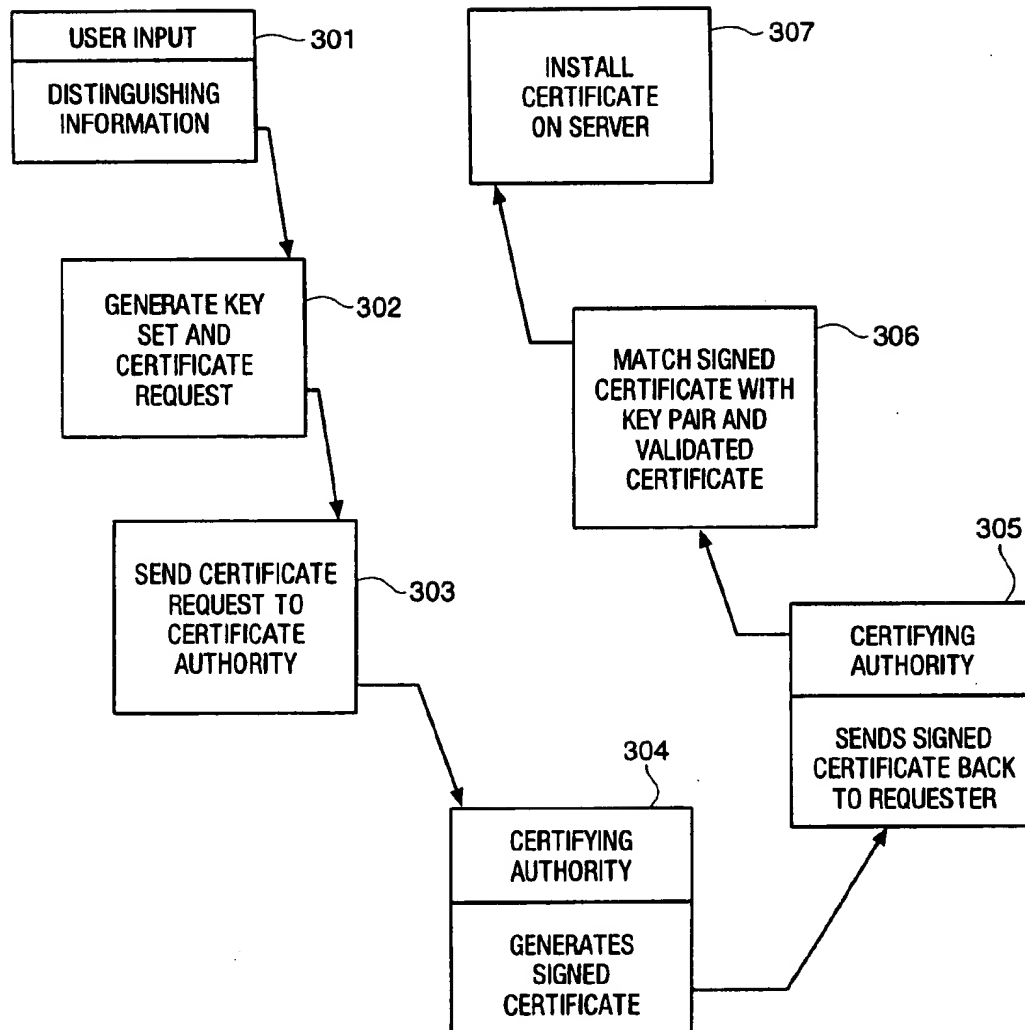 USER INPUT
301
DISTINGUISHING
INFORMATION
GENERATE KEY
SET AND
CERTIFICATE
REQUEST
302
SEND CERTIFICATE
REQUEST TO
CERTIFICATE
AUTHORITY
303
304
CERTIFYING
AUTHORITY
GENERATES
SIGNED
CERTIFICATE
305
CERTIFYING
AUTHORITY
SENDS SIGNED
CERTIFICATE BACK
TO REQUESTER
306
MATCH SIGNED
CERTIFICATE WITH
KEY PAIR AND
VALIDATED
CERTIFICATE
307
INSTALL
CERTIFICATE
ON SERVER